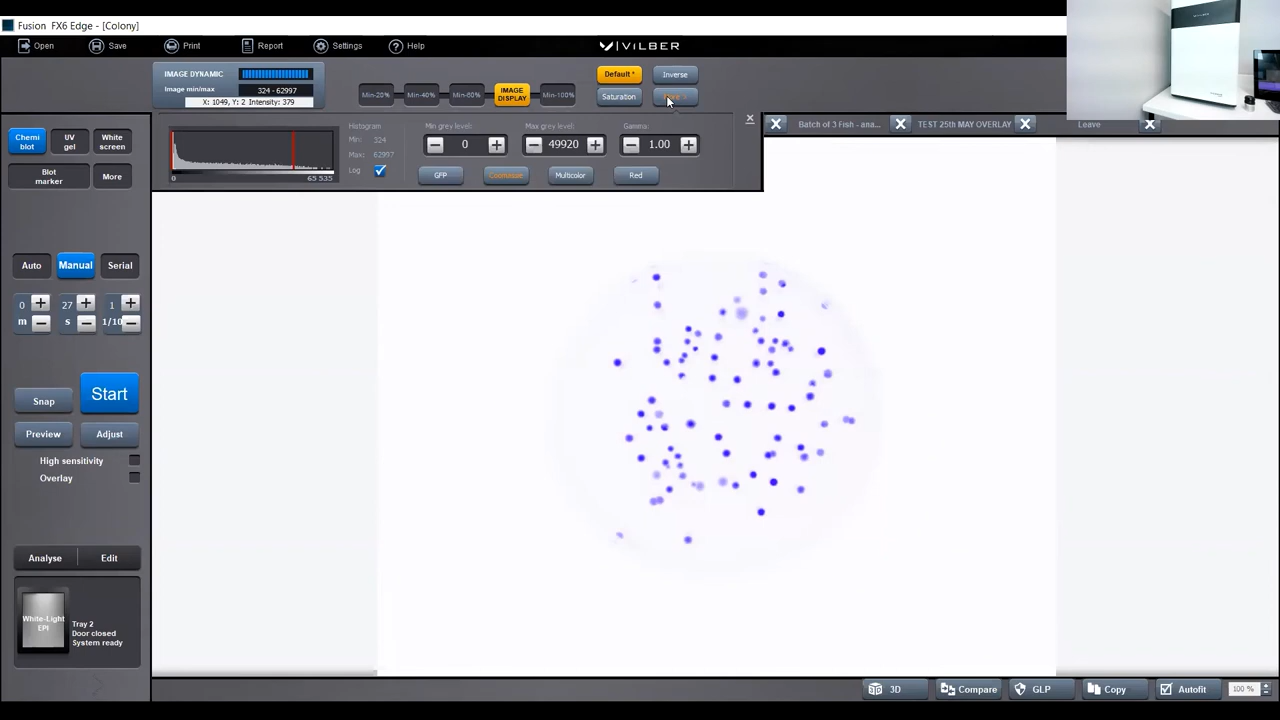 Fusion FX6 Edge - [Colony]
Open Save Print Report Settings Help
VILBER
IMAGE DYNAMIC
Image min/max 324 - 62997
X: 1049, Y: 2 Intensity: 379
Min-20% Min-40% Min-60% IMAGE DISPLAY Min-100%
Default* Inverse
Saturation
Histogram
Min: 324
Max: 62997
Log
0 65 535
Min grey level: Max grey level: Gamma:
0 49920 1.00
GFP Coomassie Multicolor Red
Batch of 3 Fish - ana... TEST 25th MAY OVERLAY Leave
Chemi blot UV gel White screen
Blot marker More
Auto Manual Serial
0 27 1
m s 1/10
Snap Start
Preview Adjust
High sensitivity
Overlay
Analyse Edit
White-Light EPI
Tray 2
Door closed
System ready
3D Compare GLP Copy Autofit 100 %
VILBER